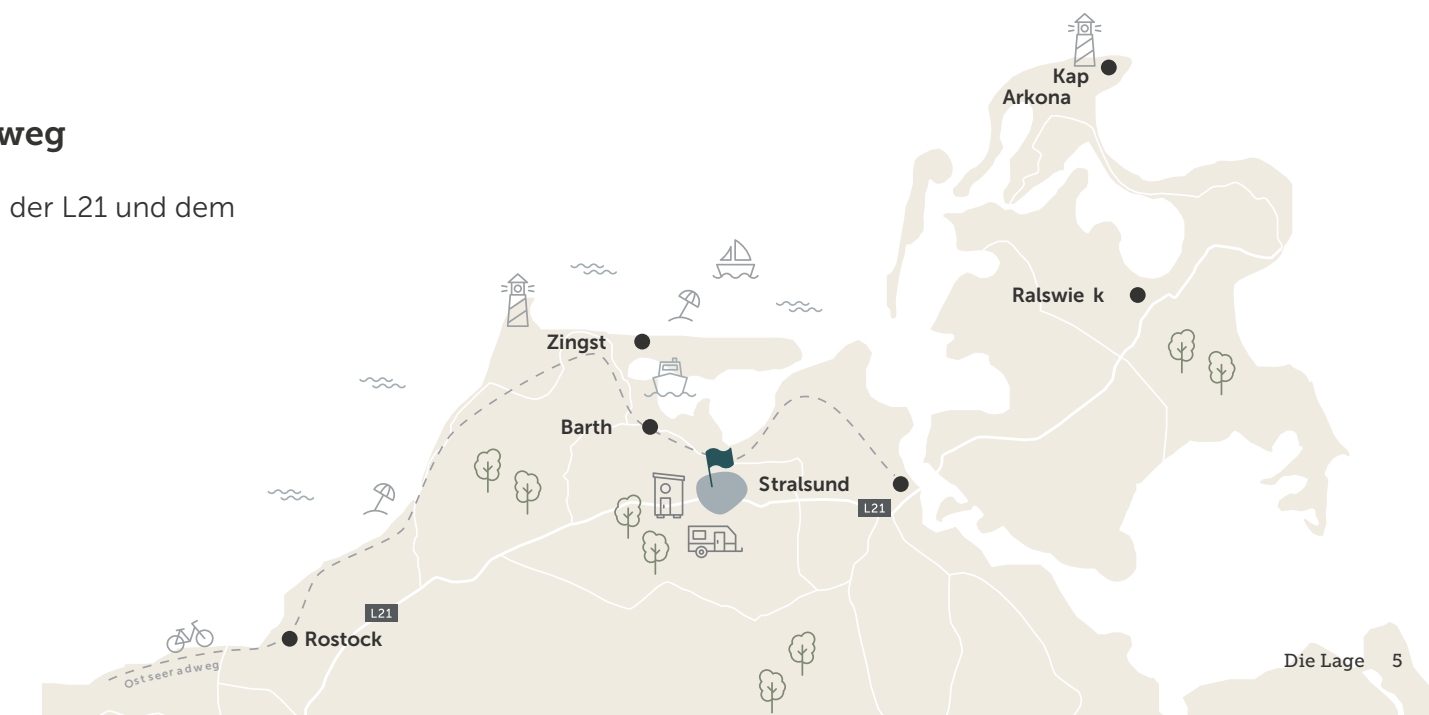 weg
der L21 und dem
Kap
Arkona
Ralswie k
Zingst
Barth
Stralsund
L21
L21
Rostock
Ostseeradweg
Die Lage 5